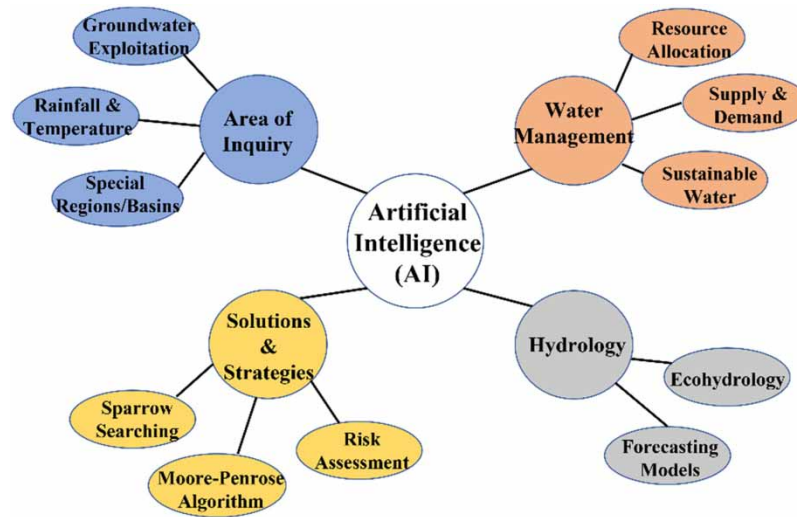 Groundwater
Exploitation
Rainfall &
Temperature
Special
Regions/Basins
Area of
Inquiry
Resource
Allocation
Supply &
Demand
Sustainable
Water
Water
Management
Artificial
Intelligence
(AI)
Solutions
&
Strategies
Sparrow
Searching
Moore-Penrose
Algorithm
Risk
Assessment
Hydrology
Ecohydrology
Forecasting
Models